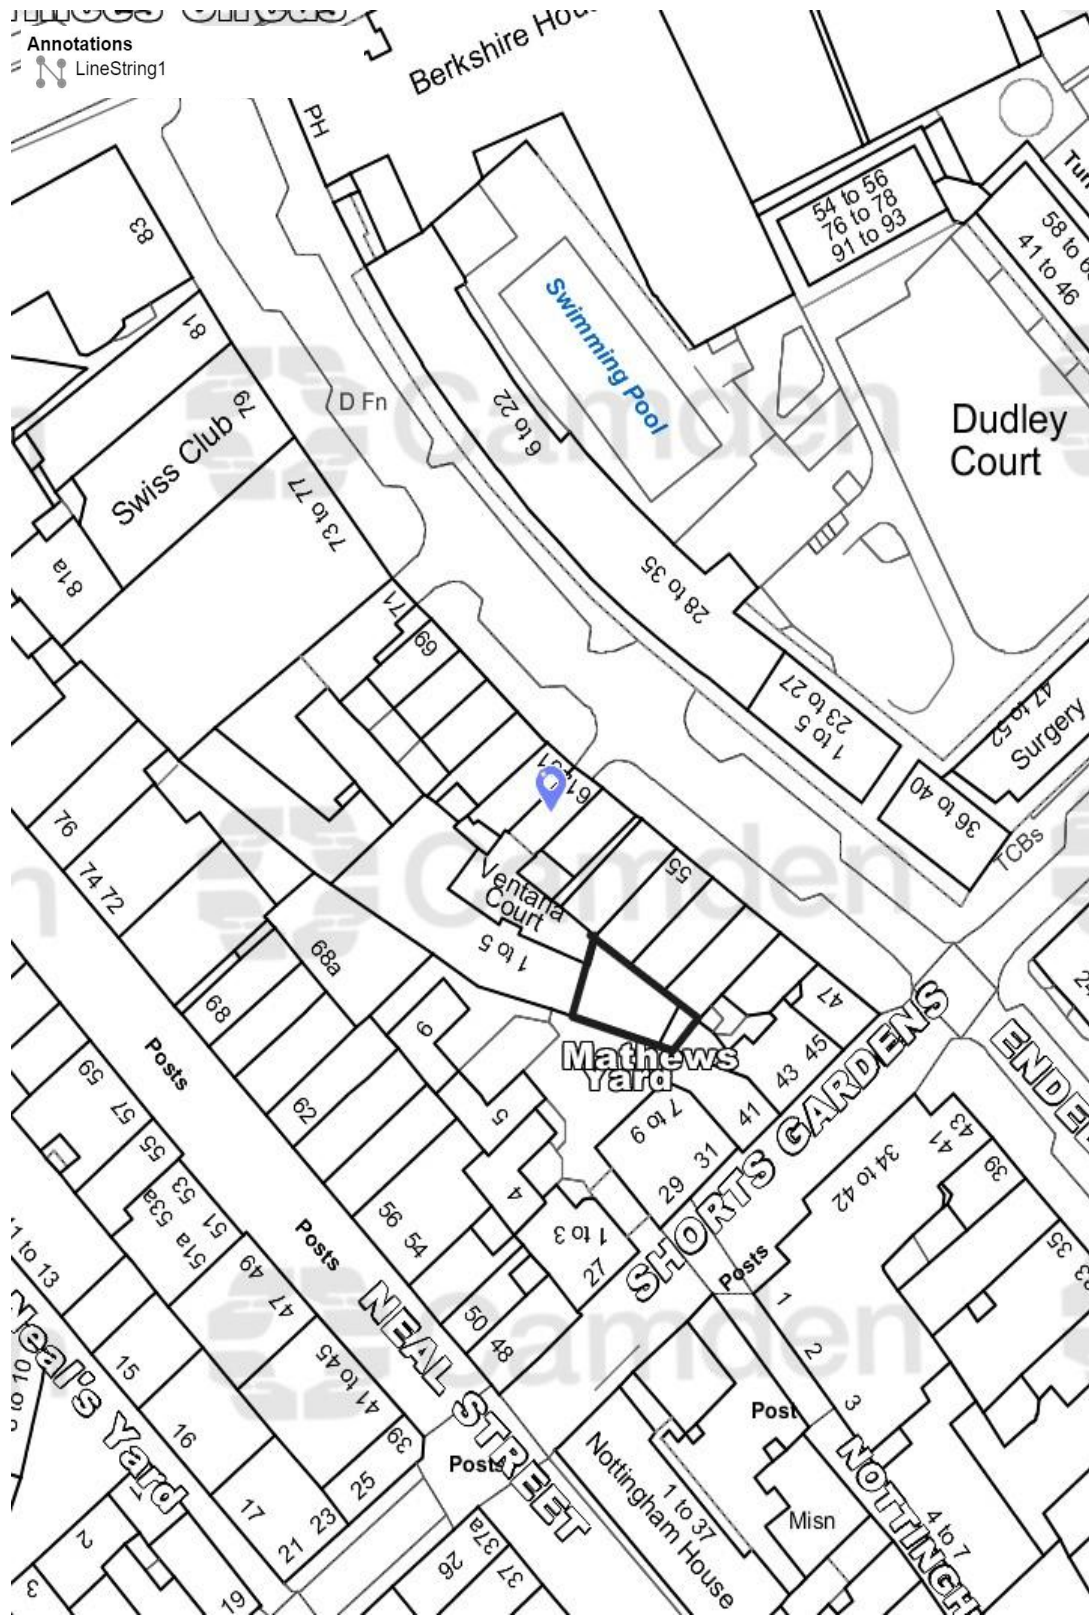 Annotations
LineString1
Berkshire Hou
PH
83
81
79
Swiss Club
D Fn
73 to 77
81a
Swimming Pool
6 to 22
54 to 56
76 to 78
91 to 93
41 to 46
Dudley
Court
28 to 35
71
69
23 to 27
1 to 5
47 to 52
Surgery
36 to 40
TCBs
61
55
Ventana
Court
1 to 5
76
74 72
68a
68
Posts
62
6
5
4
47
45
43
41
Mathews
Yard
7 to 9
31
29
1 to 3
27
SHORTS GARDENS
34 to 42
41
43
39
35
59
57
55
53
53a
51
51a
49
47
41 to 45
39
Posts
56
54
50
48
NEAL STREET
Posts
Posts
1
2
3
Post
Misn
NOTTINGH
4 to 7
Nottingham House
1 to 37
Neal's Yard
15
16
17
25
23
21
19
2
3
26
37a
37
Camden
Camden
Camden